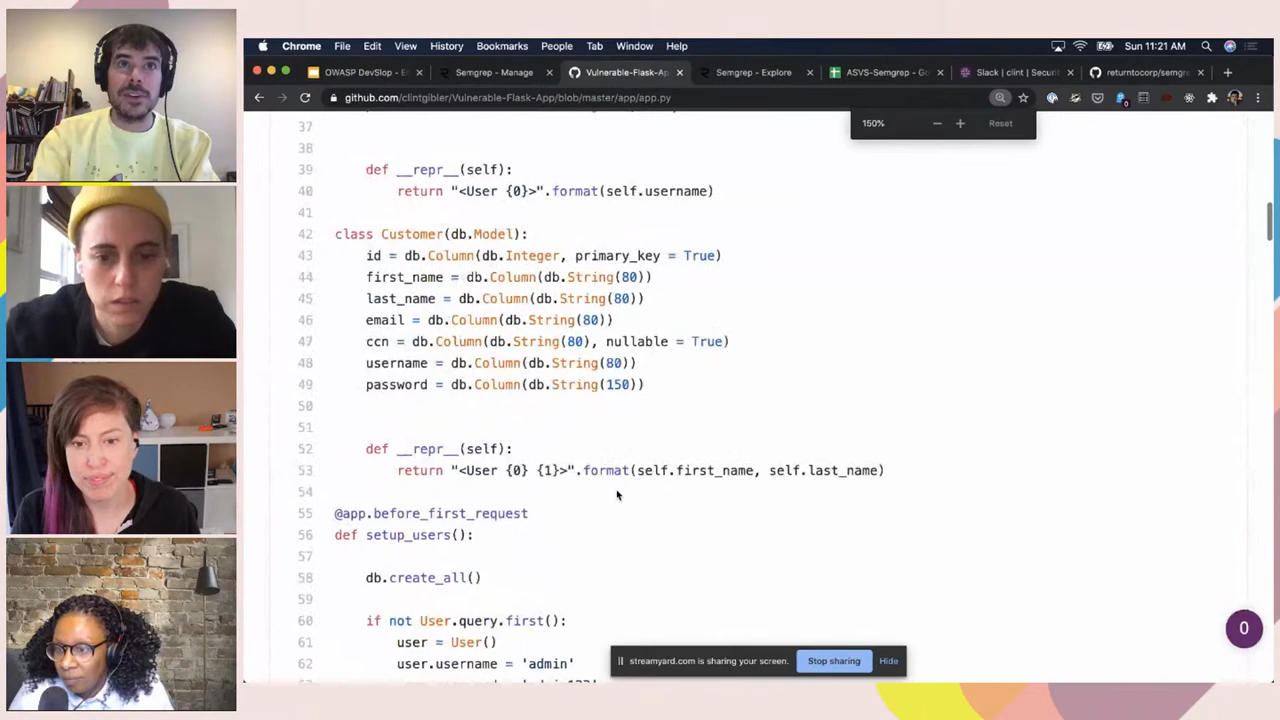 Chrome File Edit View History Bookmarks People Tab Window Help Sun 11:21 AM
OWASP DevSlop - E Semgrep - Manage Vulnerable-Flask-Ap Semgrep - Explore ASVS-Semgrep - Go Slack | clint | Securit returntocorp/semgre
github.com/clintgibler/Vulnerable-Flask-App/blob/master/app/app.py
150% Reset
37
38
39 def __repr__(self):
40 return "<User {0}>".format(self.username)
41
42 class Customer(db.Model):
43 id = db.Column(db.Integer, primary_key = True)
44 first_name = db.Column(db.String(80))
45 last_name = db.Column(db.String(80))
46 email = db.Column(db.String(80))
47 ccn = db.Column(db.String(80), nullable = True)
48 username = db.Column(db.String(80))
49 password = db.Column(db.String(150))
50
51
52 def __repr__(self):
53 return "<User {0} {1}>".format(self.first_name, self.last_name)
54
55 @app.before_first_request
56 def setup_users():
57
58 db.create_all()
59
60 if not User.query.first():
61 user = User()
62 user.username = 'admin'
0
streamyard.com is sharing your screen. Stop sharing Hide